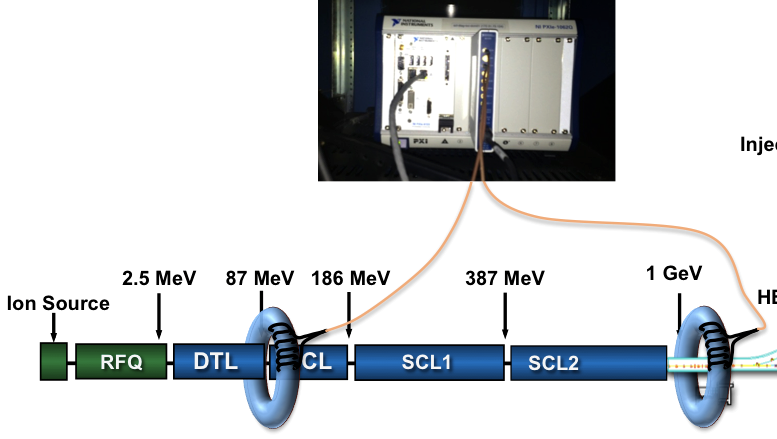 NATIONAL
INSTRUMENTS
PXI
Inje
2.5 MeV
87 MeV
186 MeV
387 MeV
1 GeV
Ion Source
HE
RFQ
DTL
CL
SCL1
SCL2